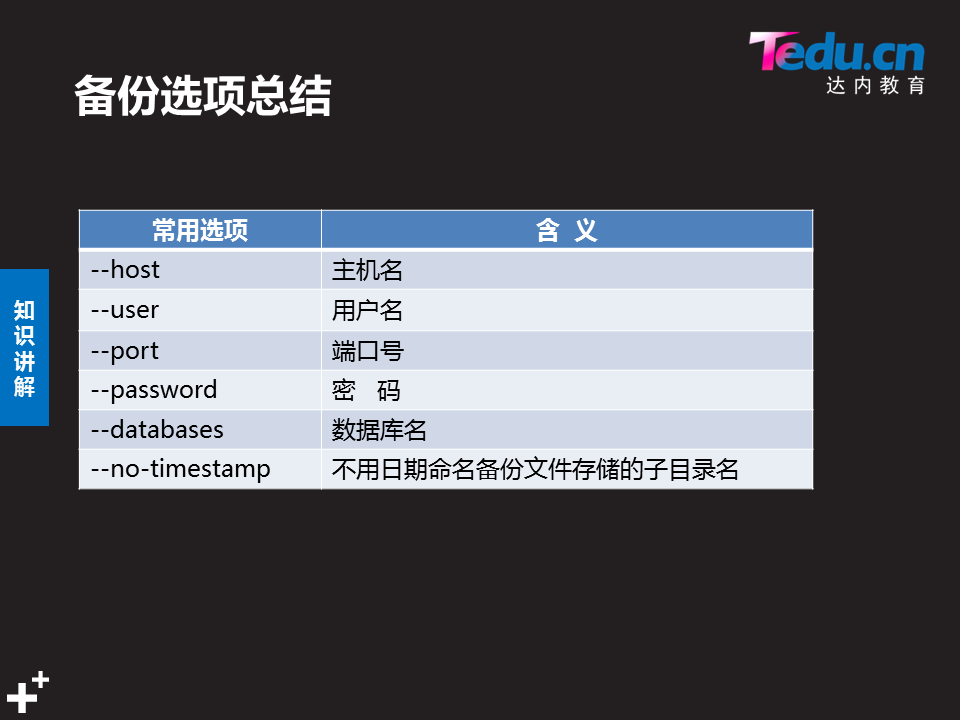 Tedu.cn
达内教育
备份选项总结
常用选项 含 义
--host 主机名
--user 用户名
--port 端口号
--password 密 码
--databases 数据库名
--no-timestamp 不用日期命名备份文件存储的子目录名
知
识
讲
解